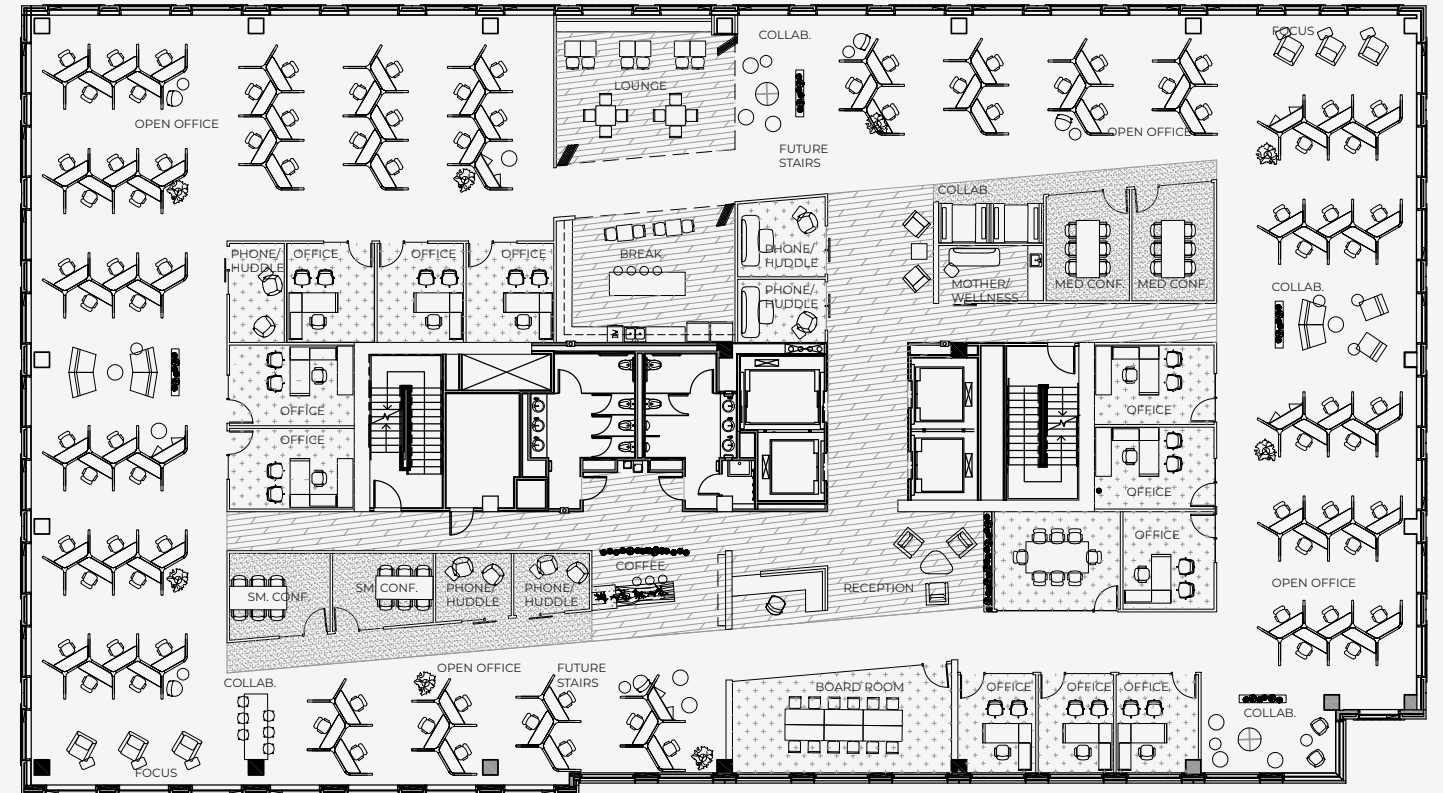 FOCUS
COLLAB.
LOUNGE
OPEN OFFICE
OPEN OFFICE
FUTURE
STAIRS
COLLAB.
PHONE/
HUDDLE
OFFICE
OFFICE
OFFICE
BREAK
PHONE/
HUDDLE
PHONE/
HUDDLE
MOTHER/
WELLNESS
MED CONF.
MED CONF.
COLLAB.
OFFICE
OFFICE
OFFICE
OFFICE
OFFICE
COFFEE
SM. CONF.
SM. CONF.
PHONE/
HUDDLE
PHONE/
HUDDLE
RECEPTION
OPEN OFFICE
OPEN OFFICE
FUTURE
STAIRS
COLLAB.
BOARD ROOM
OFFICE
OFFICE
OFFICE
COLLAB.
FOCUS